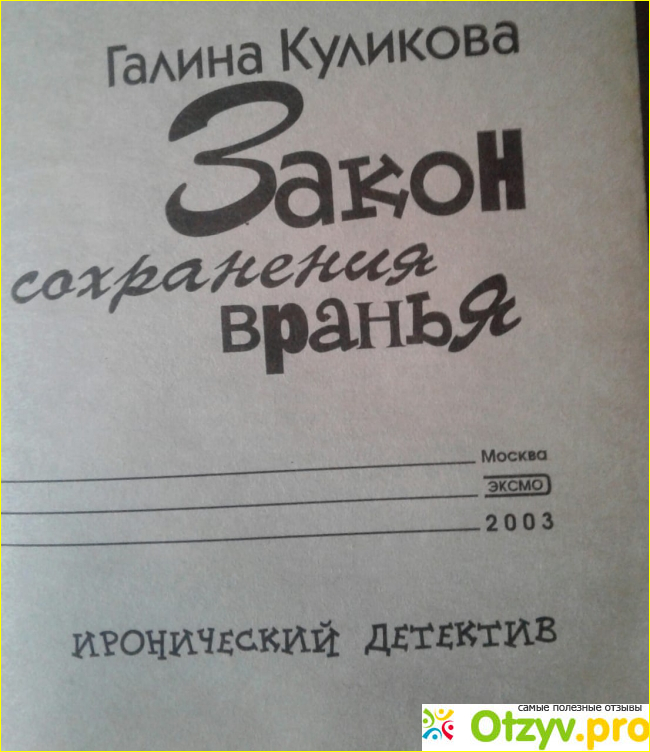 Галина Куликова
Закон
сохранения
вранья
Москва
ЭКСМО
2003
ИРОНИЧЕСКИЙ ДЕТЕКТИВ
самые полезные отзывы
Otzyv.pro